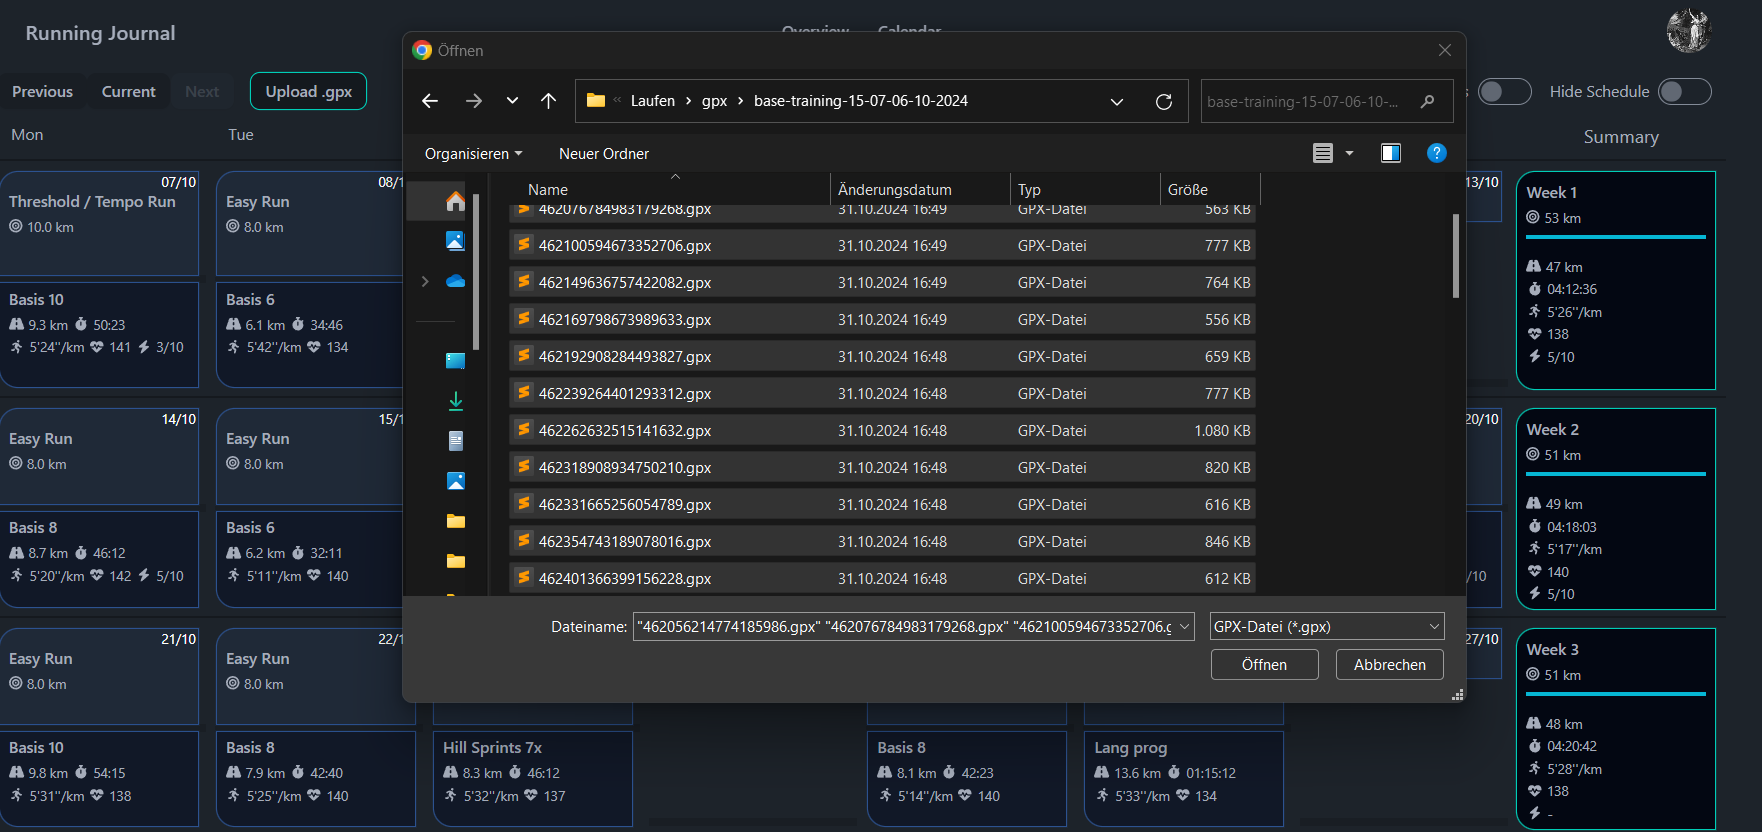 Running Journal
Overview Calendar
Previous Current Next Upload .gpx
Hide Schedule
Mon Tue Summary
Öffnen
Laufen gpx base-training-15-07-06-10-2024
base-training-15-07-06-10-...
Organisieren Neuer Ordner
Name Änderungsdatum Typ Größe
462076784983179268.gpx 31.10.2024 16:49 GPX-Datei 563 KB
462100594673352706.gpx 31.10.2024 16:49 GPX-Datei 777 KB
462149636757422082.gpx 31.10.2024 16:49 GPX-Datei 764 KB
462169798673989633.gpx 31.10.2024 16:49 GPX-Datei 556 KB
462192908284493827.gpx 31.10.2024 16:48 GPX-Datei 659 KB
462239264401293312.gpx 31.10.2024 16:48 GPX-Datei 777 KB
462262632515141632.gpx 31.10.2024 16:48 GPX-Datei 1.080 KB
462318908934750210.gpx 31.10.2024 16:48 GPX-Datei 820 KB
462331665256054789.gpx 31.10.2024 16:48 GPX-Datei 616 KB
462354743189078016.gpx 31.10.2024 16:48 GPX-Datei 846 KB
462401366399156228.gpx 31.10.2024 16:48 GPX-Datei 612 KB
Dateiname: "462056214774185986.gpx" "462076784983179268.gpx" "462100594673352706.g
GPX-Datei (*.gpx)
Öffnen Abbrechen
07/10
Threshold / Tempo Run
10.0 km
Basis 10
9.3 km 50:23
5'24''/km 141 3/10
08/1
Easy Run
8.0 km
Basis 6
6.1 km 34:46
5'42''/km 134
13/10
Week 1
53 km
47 km
04:12:36
5'26''/km
138
5/10
14/10
Easy Run
8.0 km
Basis 8
8.7 km 46:12
5'20''/km 142 5/10
15/1
Easy Run
8.0 km
Basis 6
6.2 km 32:11
5'11''/km 140
20/10
/10
Week 2
51 km
49 km
04:18:03
5'17''/km
140
5/10
21/10
Easy Run
8.0 km
Basis 10
9.8 km 54:15
5'31''/km 138
22/1
Easy Run
8.0 km
Basis 8
7.9 km 42:40
5'25''/km 140
Hill Sprints 7x
8.3 km 46:12
5'32''/km 137
Basis 8
8.1 km 42:23
5'14''/km 140
Lang prog
13.6 km 01:15:12
5'33''/km 134
27/10
Week 3
51 km
48 km
04:20:42
5'28''/km
138
-